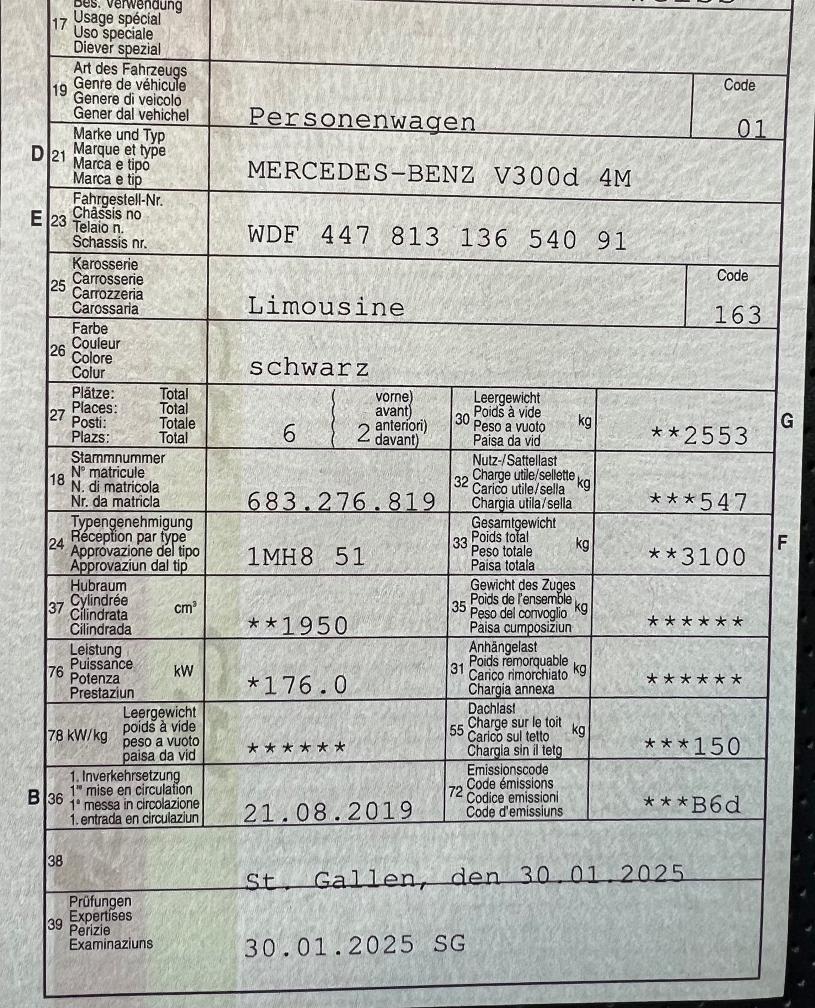 Bes. Verwendung
17 Usage spécial
Uso speciale
Diever spezial
19 Art des Fahrzeugs
Genre de véhicule
Genere di veicolo
Gener dal vehichel
Personenwagen
Code
01
D 21 Marke und Typ
Marque et type
Marca e tipo
Marca e tip
MERCEDES-BENZ V300d 4M
E 23 Fahrgestell-Nr.
Châssis no
Telaio n.
Schassis nr.
WDF 447 813 136 540 91
25 Karosserie
Carrosserie
Carrozzeria
Carossaria
Limousine
Code
163
26 Farbe
Couleur
Colore
Colur
schwarz
27 Plätze: Total
Places: Total
Posti: Totale
Plazs: Total
6
2 vorne)
avant)
anteriori)
davant)
30 Leergewicht
Poids à vide
Peso a vuoto
Paisa da vid
kg
**2553
G
18 Stammnummer
N° matricule
N. di matricola
Nr. da matricla
683.276.819
32 Nutz-/Sattellast
Charge utile/sellette
Carico utile/sella
Chargia utila/sella
kg
***547
24 Typengenehmigung
Réception par type
Approvazione del tipo
Approvaziun dal tip
1MH8 51
33 Gesamtgewicht
Poids total
Peso totale
Paisa totala
kg
**3100
F
37 Hubraum
Cylindrée
Cilindrata
Cilindrada
cm³
**1950
35 Gewicht des Zuges
Poids de l'ensemble
Peso del convoglio
Paisa cumposiziun
kg
******
76 Leistung
Puissance
Potenza
Prestaziun
kW
*176.0
31 Anhängelast
Poids remorquable
Carico rimorchiato
Chargia annexa
kg
******
78 kW/kg
Leergewicht
poids à vide
peso a vuoto
paisa da vid
******
55 Dachlast
Charge sur le toit
Carico sul tetto
Chargia sin il tetg
kg
***150
B 36 1. Inverkehrsetzung
1re mise en circulation
1a messa in circolazione
1. entrada en circulaziun
21.08.2019
72 Emissionscode
Code émissions
Codice emissioni
Code d'emissiuns
***B6d
38
St. Gallen, den 30.01.2025
39 Prüfungen
Expertises
Perizie
Examinaziuns
30.01.2025 SG